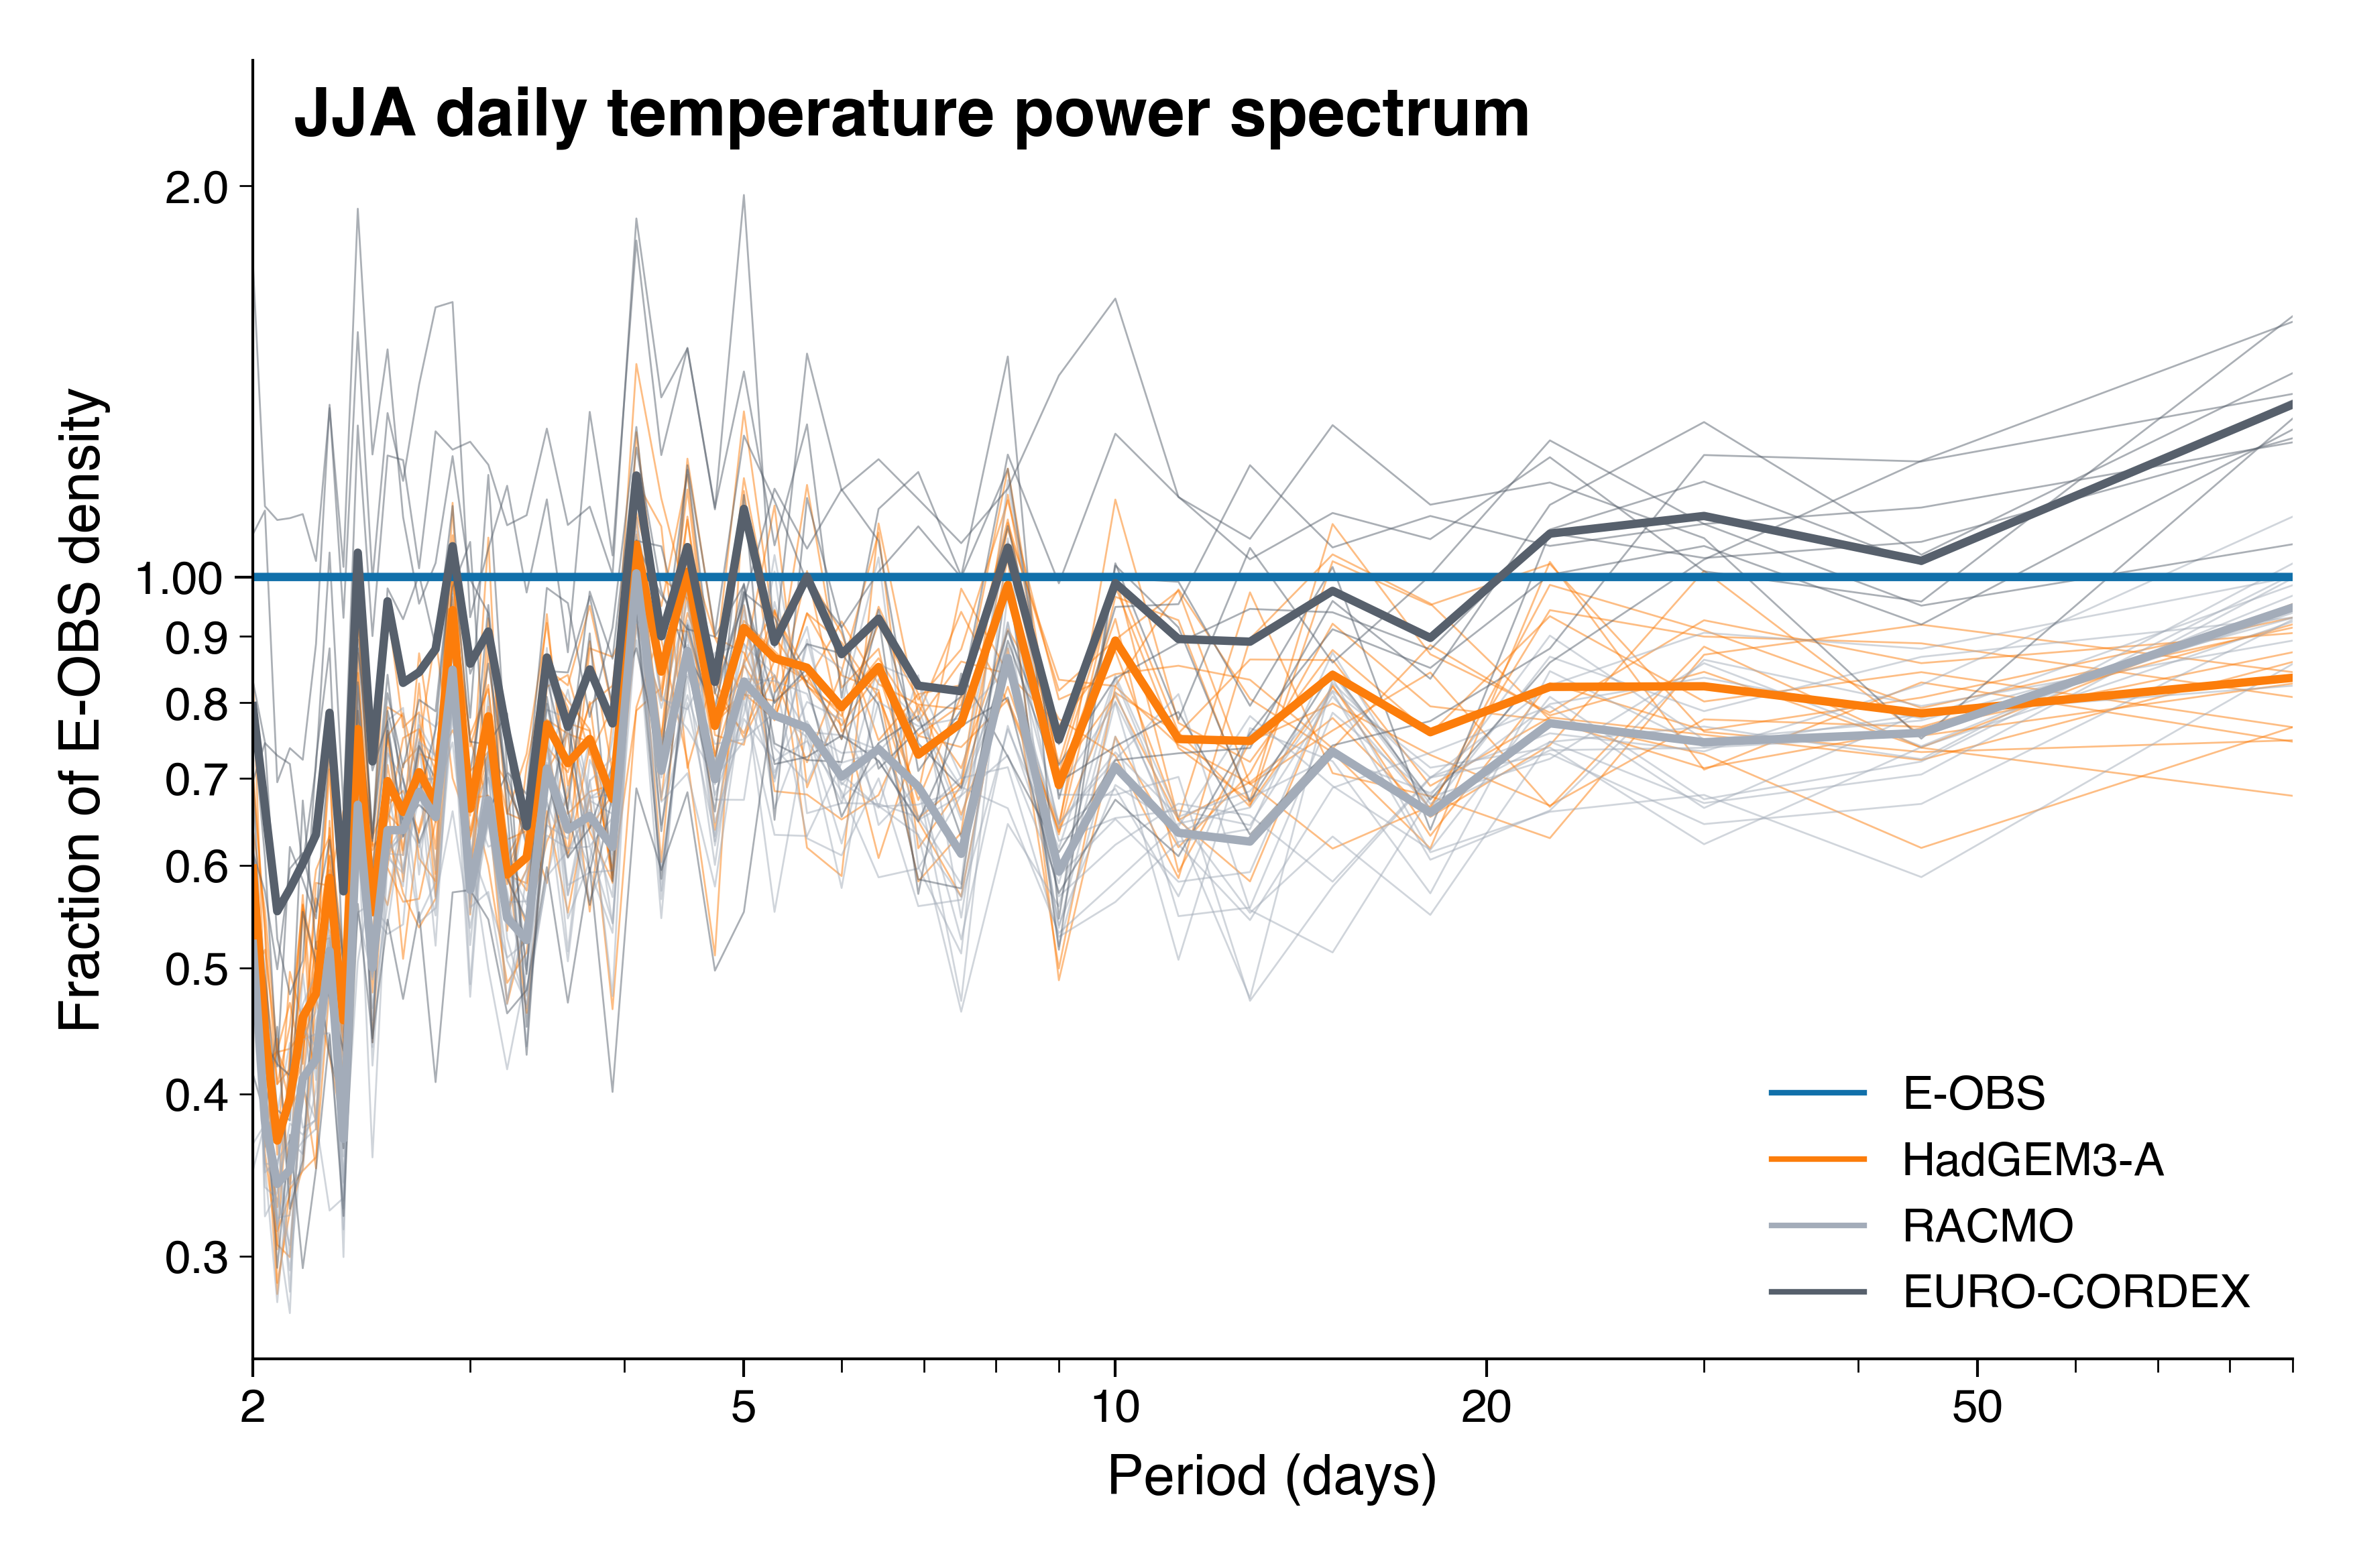 JJA daily temperature power spectrum
Fraction of E-OBS density
2.0
1.00
0.9
0.8
0.7
0.6
0.5
0.4
0.3
E-OBS
HadGEM3-A
RACMO
EURO-CORDEX
2 5 10 20 50
Period (days)